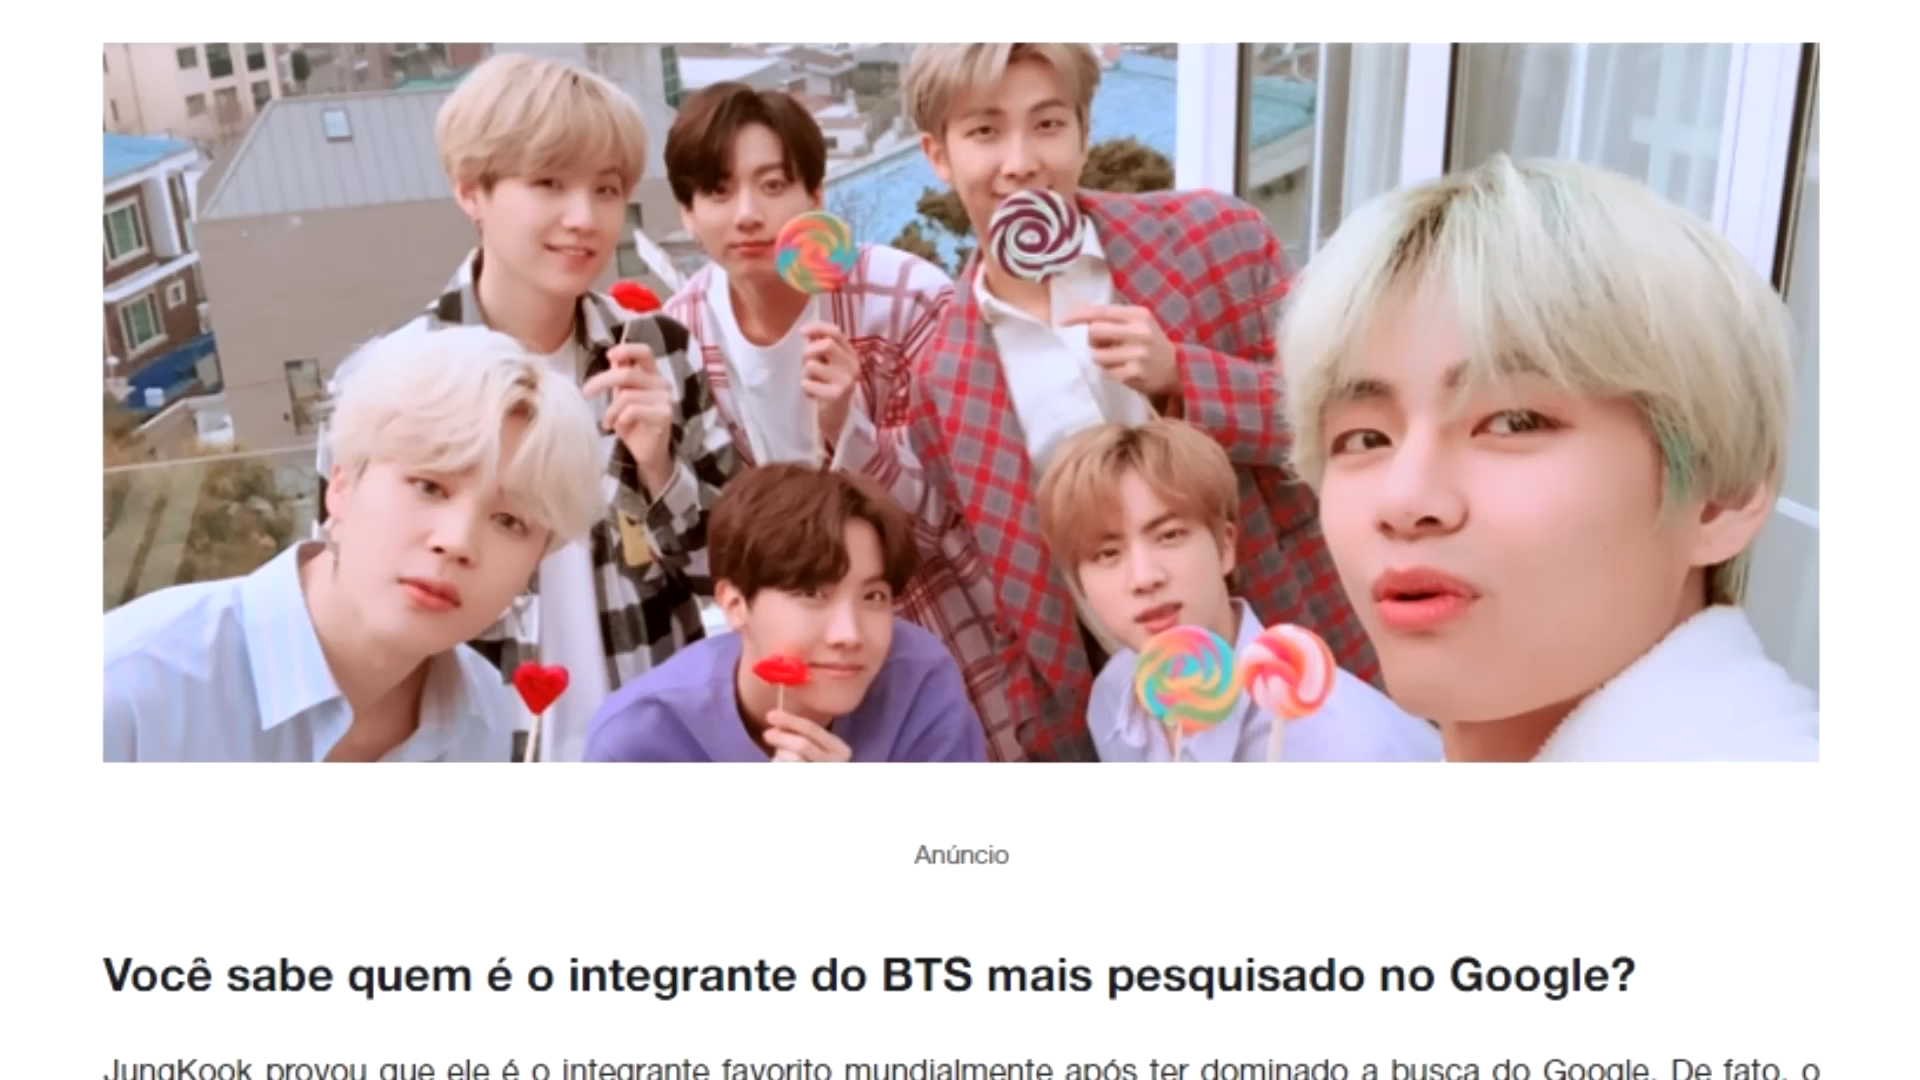 Anúncio
Você sabe quem é o integrante do BTS mais pesquisado no Google?
JungKook provou que ele é o integrante favorito mundialmente após ter dominado a busca do Google. De fato, o